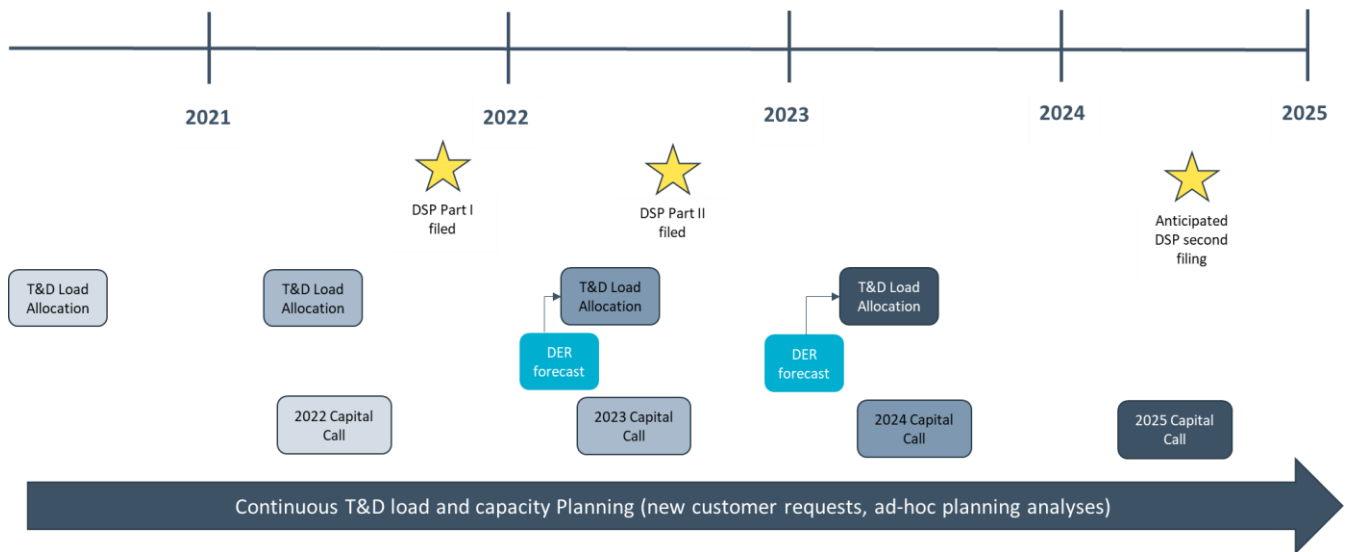 2021
2022
2023
2024
2025
DSP Part I
filed
DSP Part II
filed
Anticipated
DSP second
filing
T&D Load
Allocation
T&D Load
Allocation
T&D Load
Allocation
T&D Load
Allocation
DER
forecast
DER
forecast
2022 Capital
Call
2023 Capital
Call
2024 Capital
Call
2025 Capital
Call
Continuous T&D load and capacity Planning (new customer requests, ad-hoc planning analyses)